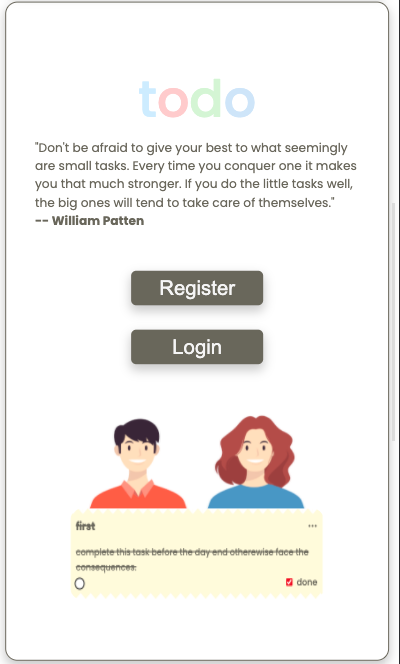 todo
"Don't be afraid to give your best to what seemingly
are small tasks. Every time you conquer one it makes
you that much stronger. If you do the little tasks well,
the big ones will tend to take care of themselves."
-- William Patten
Register
Login
first ...
complete this task before the day end otherewise face the
consequences.
done